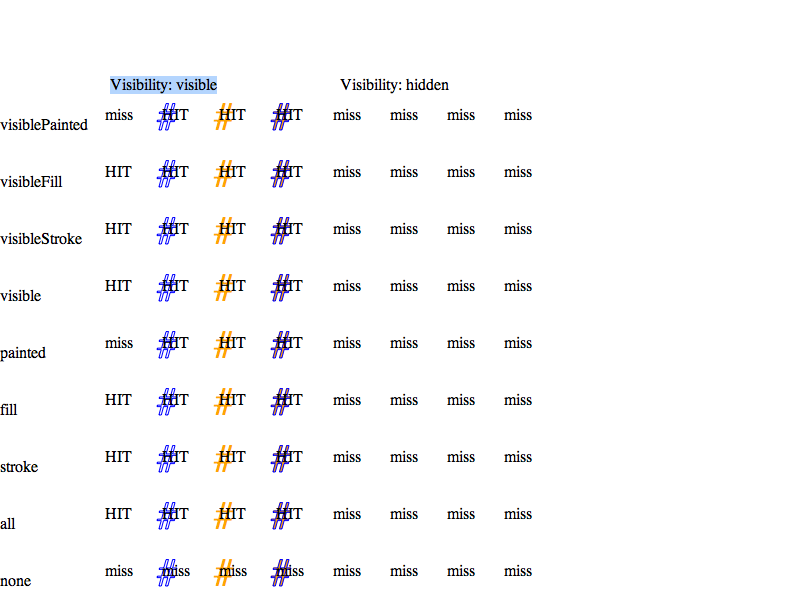 Visibility: visible Visibility: hidden
visiblePainted miss # HIT # HIT # HIT miss miss miss miss
visibleFill HIT # HIT # HIT # HIT miss miss miss miss
visibleStroke HIT # HIT # HIT # HIT miss miss miss miss
visible HIT # HIT # HIT # HIT miss miss miss miss
painted miss # HIT # HIT # HIT miss miss miss miss
fill HIT # HIT # HIT # HIT miss miss miss miss
stroke HIT # HIT # HIT # HIT miss miss miss miss
all HIT # HIT # HIT # HIT miss miss miss miss
none miss # miss # miss # miss miss miss miss miss